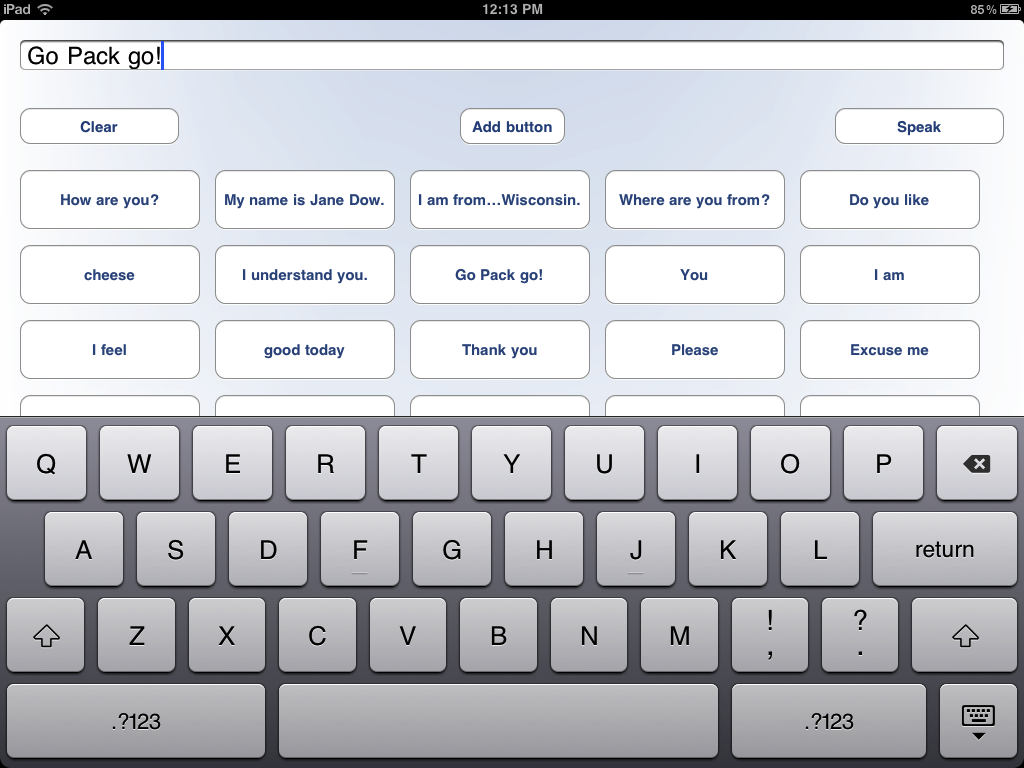 iPad 12:13 PM 85%
Go Pack go!
Clear Add button Speak
How are you? My name is Jane Dow. I am from...Wisconsin. Where are you from? Do you like
cheese I understand you. Go Pack go! You I am
I feel good today Thank you Please Excuse me
Q W E R T Y U I O P
A S D F G H J K L return
Z X C V B N M ! , ? .
.?123 .?123